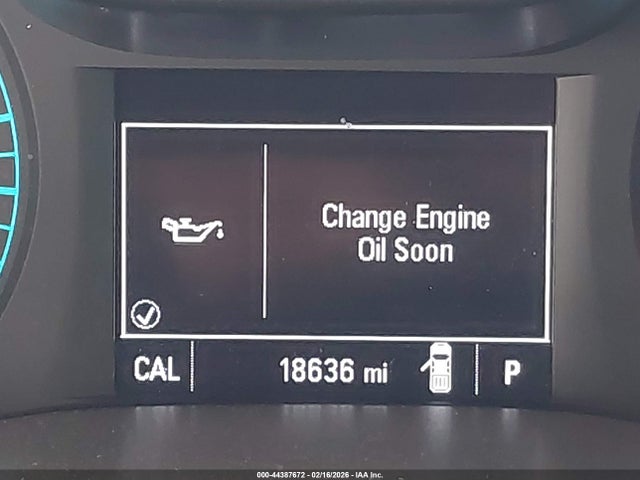 Change Engine
Oil Soon
CAL 18636 mi P
000-44387672 - 02/16/2026 - IAA Inc.